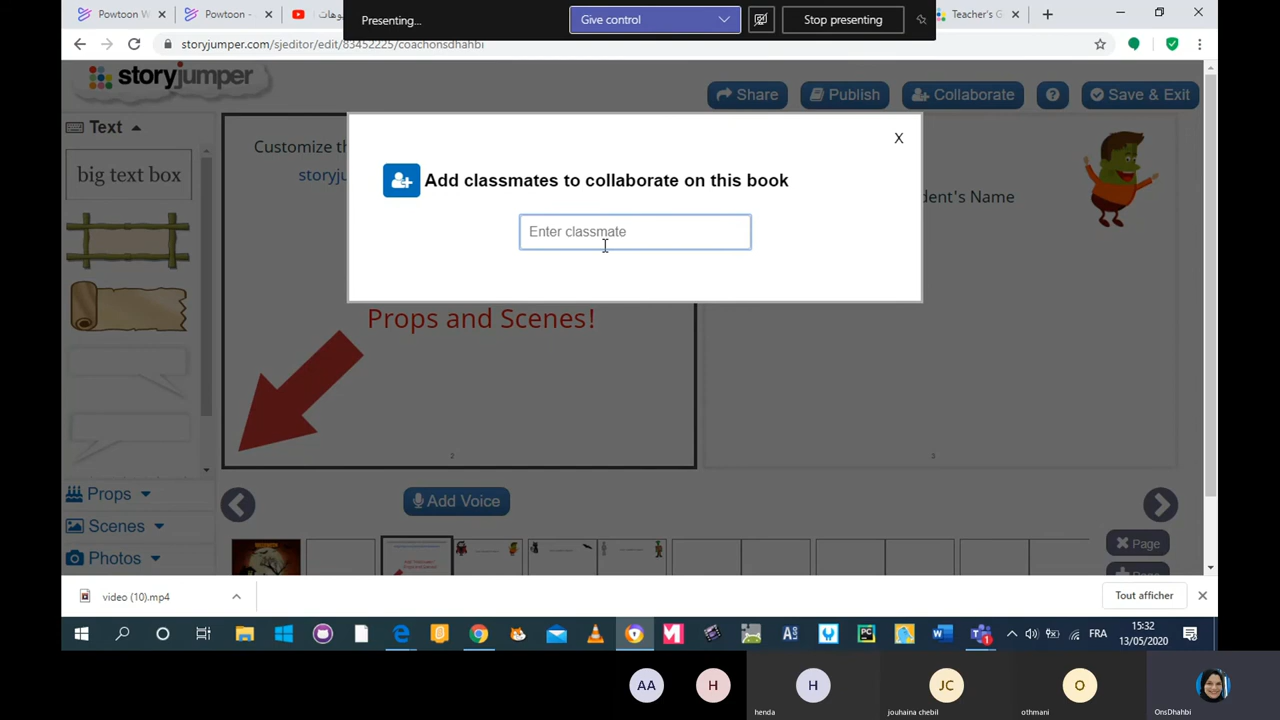 Powtoon W
Powtoon -
يوهات
Presenting...
Give control
Stop presenting
Teacher's G
storyjumper.com/sjeditor/edit/83452225/coachonsdhahbi
storyjumper
Share
Publish
Collaborate
?
Save & Exit
Text
big text box
Customize th
storyju
X
Add classmates to collaborate on this book
Enter classmate
dent's Name
Props and Scenes!
2
3
Props
Scenes
Photos
Add Voice
Page
video (10).mp4
Tout afficher
FRA
15:32
13/05/2020
AA
H
H
henda
JC
jouhaina chebil
O
othmani
OnsDhahbi